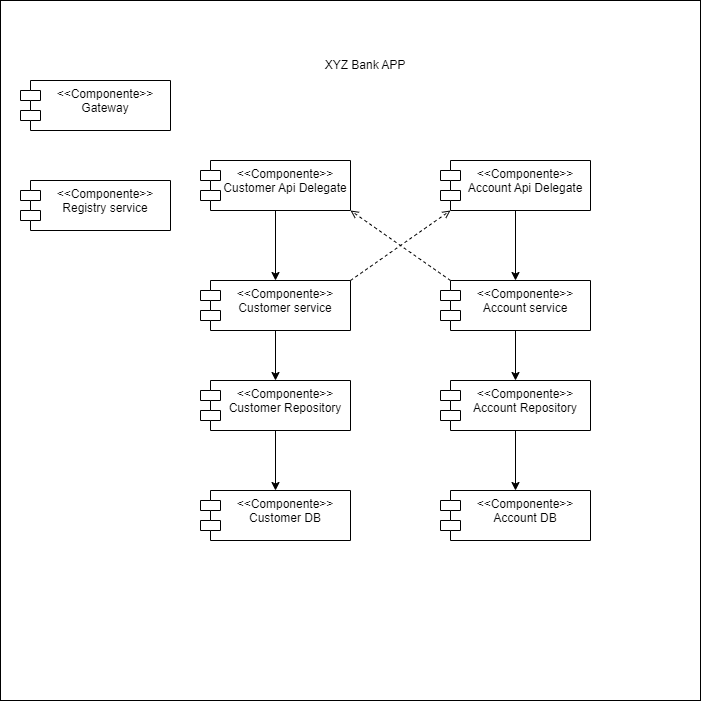 XYZ Bank APP
<<Componente>>
Gateway
<<Componente>>
Registry service
<<Componente>>
Customer Api Delegate
<<Componente>>
Account Api Delegate
<<Componente>>
Customer service
<<Componente>>
Account service
<<Componente>>
Customer Repository
<<Componente>>
Account Repository
<<Componente>>
Customer DB
<<Componente>>
Account DB